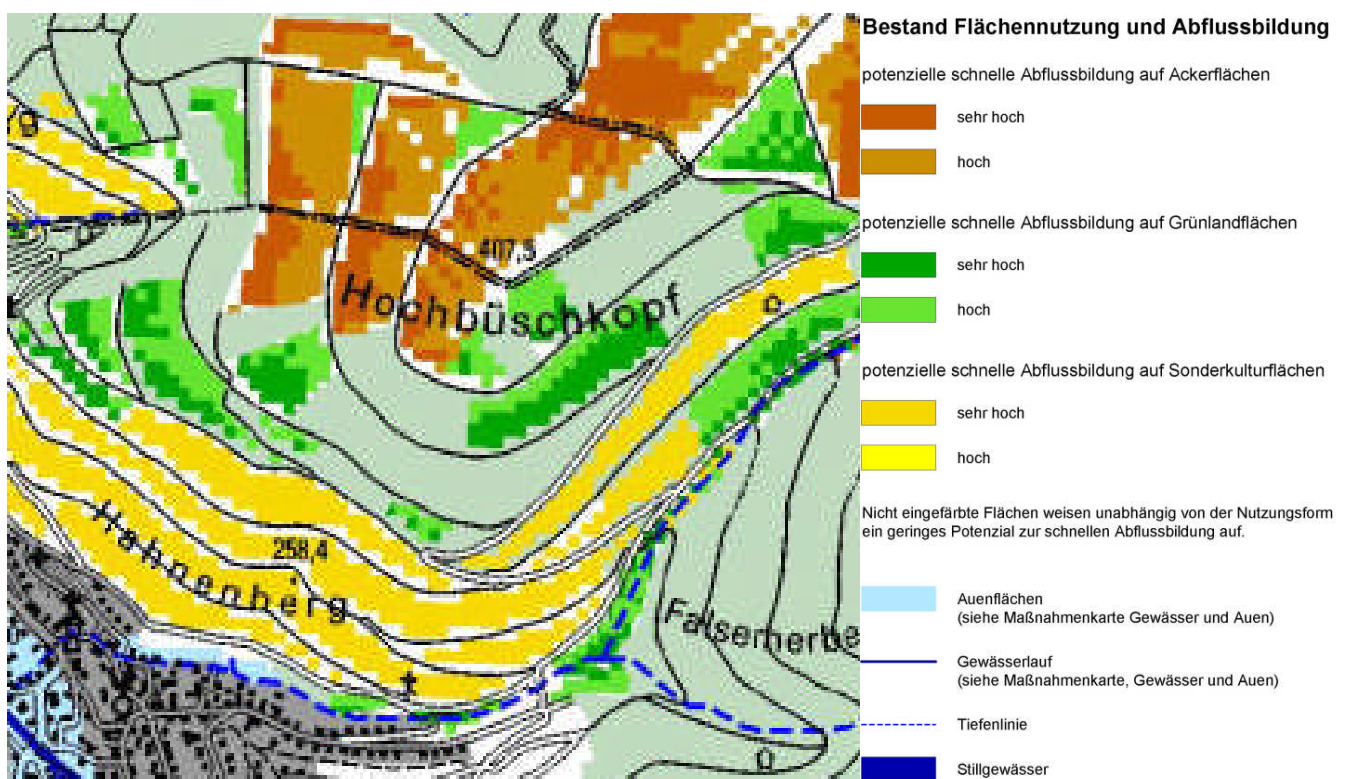 Bestand Flächennutzung und Abflussbildung
potenzielle schnelle Abflussbildung auf Ackerflächen
sehr hoch
hoch
potenzielle schnelle Abflussbildung auf Grünlandflächen
sehr hoch
hoch
potenzielle schnelle Abflussbildung auf Sonderkulturflächen
sehr hoch
hoch
Nicht eingefärbte Flächen weisen unabhängig von der Nutzungsform
ein geringes Potenzial zur schnellen Abflussbildung auf.
Auenflächen
(siehe Maßnahmenkarte Gewässer und Auen)
Gewässerlauf
(siehe Maßnahmenkarte, Gewässer und Auen)
Tiefenlinie
Stillgewässer
rg
407,5
Hochbüschkopf
258,4
Hahnenberg